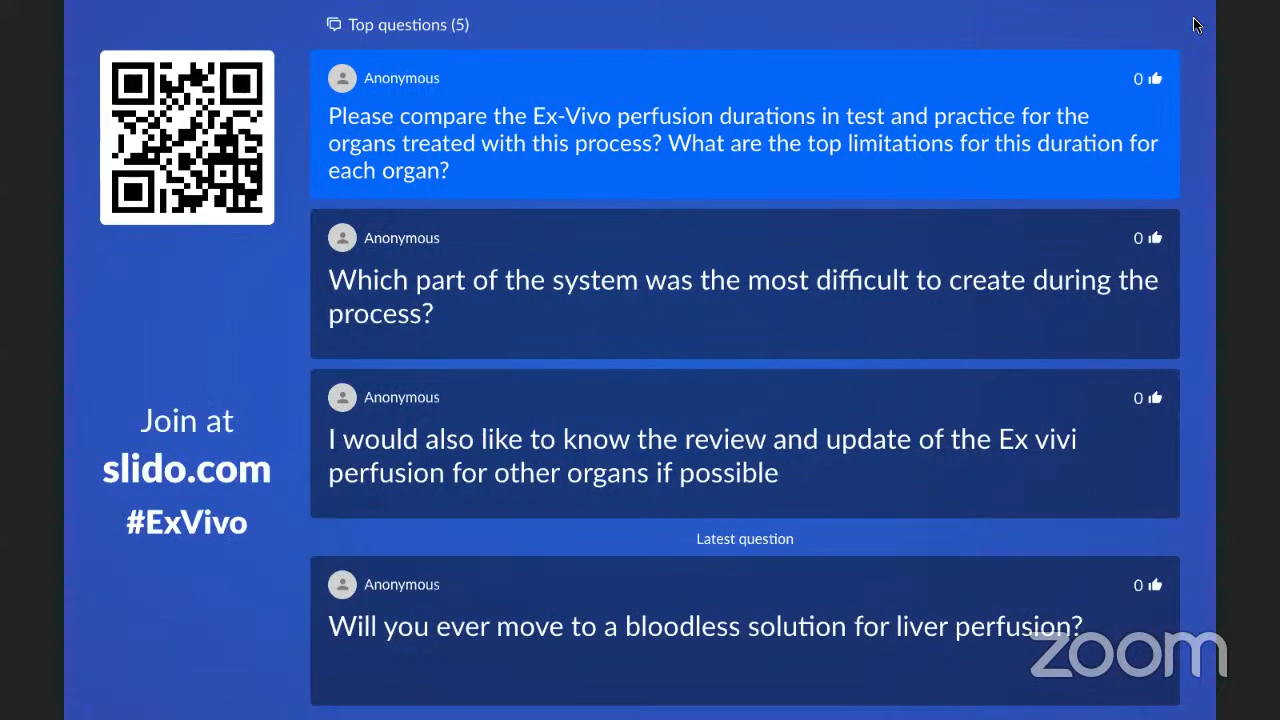 Top questions (5)
Anonymous
0
Please compare the Ex-Vivo perfusion durations in test and practice for the
organs treated with this process? What are the top limitations for this duration for
each organ?
Anonymous
0
Which part of the system was the most difficult to create during the
process?
Anonymous
0
I would also like to know the review and update of the Ex vivi
perfusion for other organs if possible
Join at
slido.com
#ExVivo
Latest question
Anonymous
0
Will you ever move to a bloodless solution for liver perfusion?
zoom